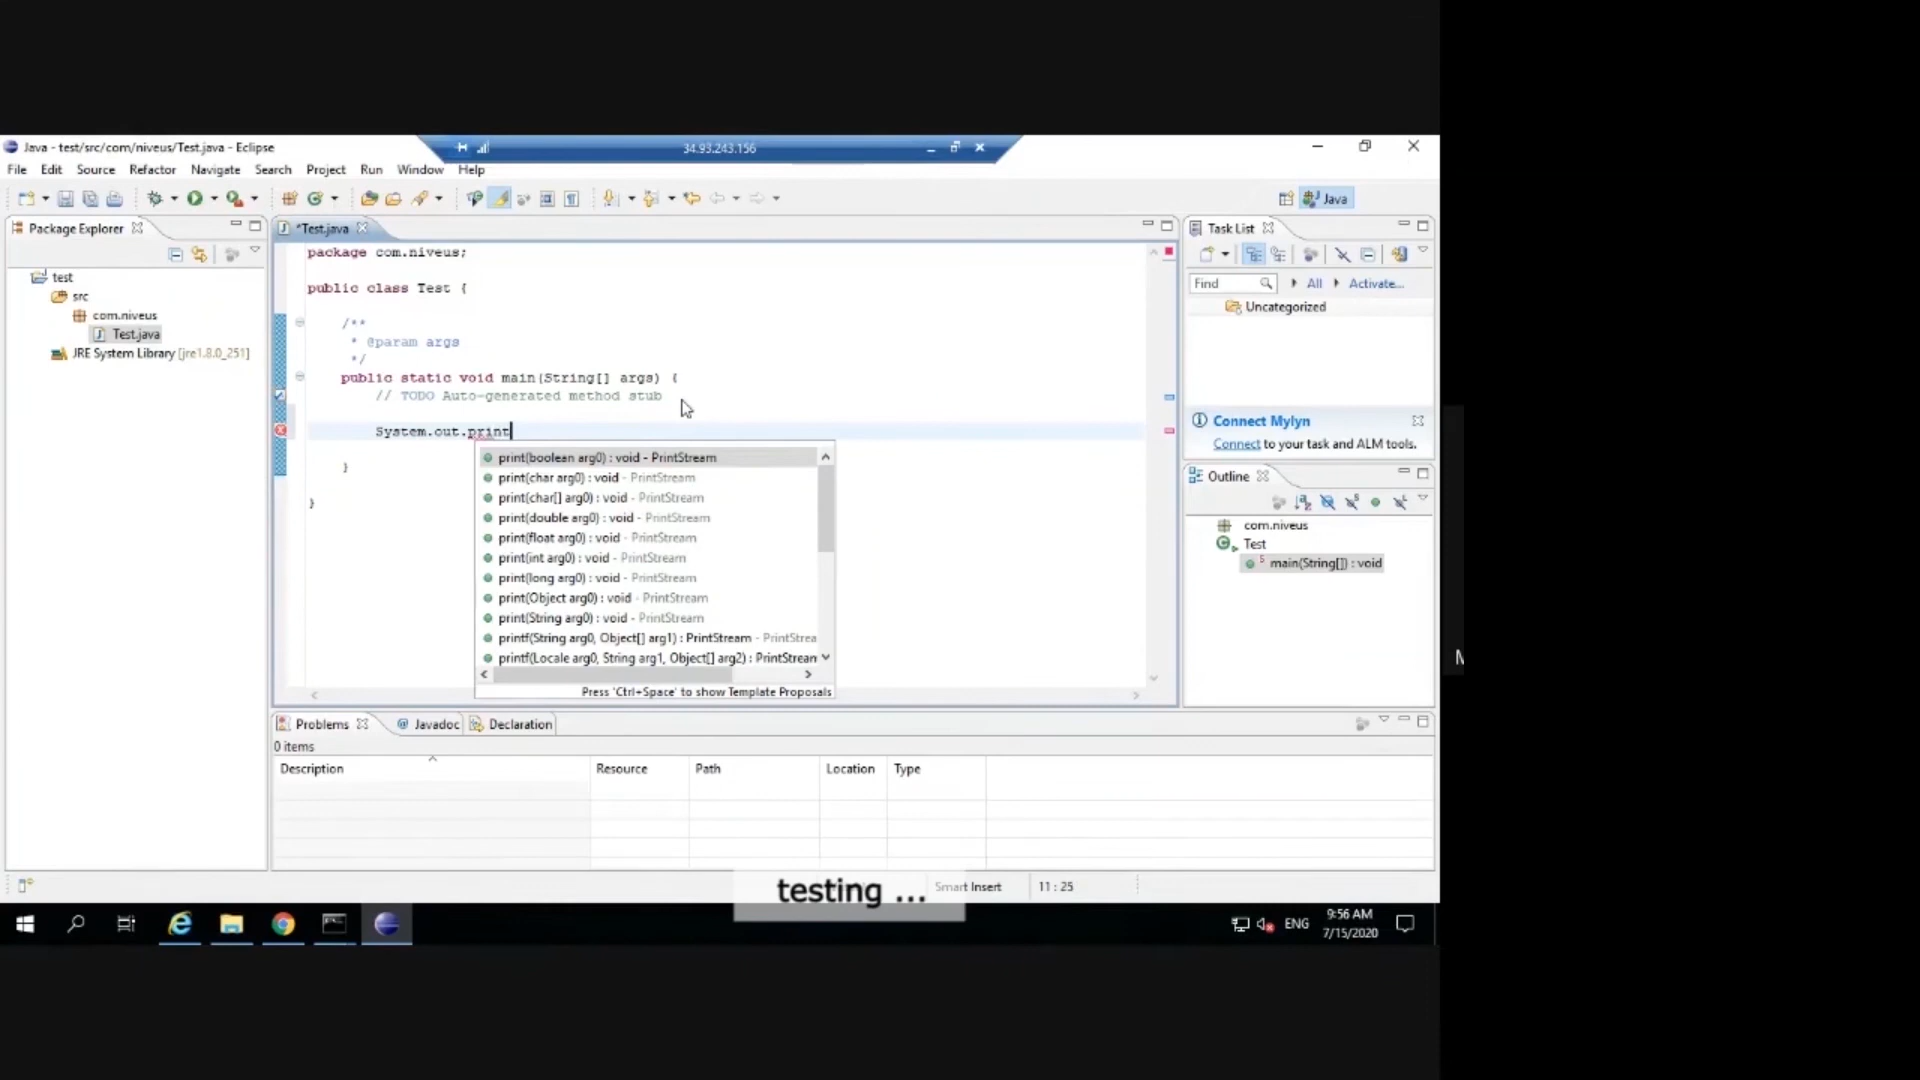 Java - test/src/com/niveus/Test.java - Eclipse
34.93.243.156
File Edit Source Refactor Navigate Search Project Run Window Help
Java
Package Explorer
test
src
com.niveus
Test.java
JRE System Library [jre1.8.0_251]
*Test.java
package com.niveus;
public class Test {
/**
* @param args
*/
public static void main(String[] args) {
// TODO Auto-generated method stub
System.out.print
}
}
print(boolean arg0) : void - PrintStream
print(char arg0) : void - PrintStream
print(char[] arg0) : void - PrintStream
print(double arg0) : void - PrintStream
print(float arg0) : void - PrintStream
print(int arg0) : void - PrintStream
print(long arg0) : void - PrintStream
print(Object arg0) : void - PrintStream
print(String arg0) : void - PrintStream
printf(String arg0, Object[] arg1) : PrintStream - PrintStrea
printf(Locale arg0, String arg1, Object[] arg2) : PrintStream
Press 'Ctrl+Space' to show Template Proposals
Task List
Find All Activate...
Uncategorized
Connect Mylyn
Connect to your task and ALM tools.
Outline
com.niveus
Test
main(String[]) : void
M
Problems Javadoc Declaration
0 items
Description Resource Path Location Type
Smart Insert 11 : 25
testing ...
ENG
9:56 AM
7/15/2020